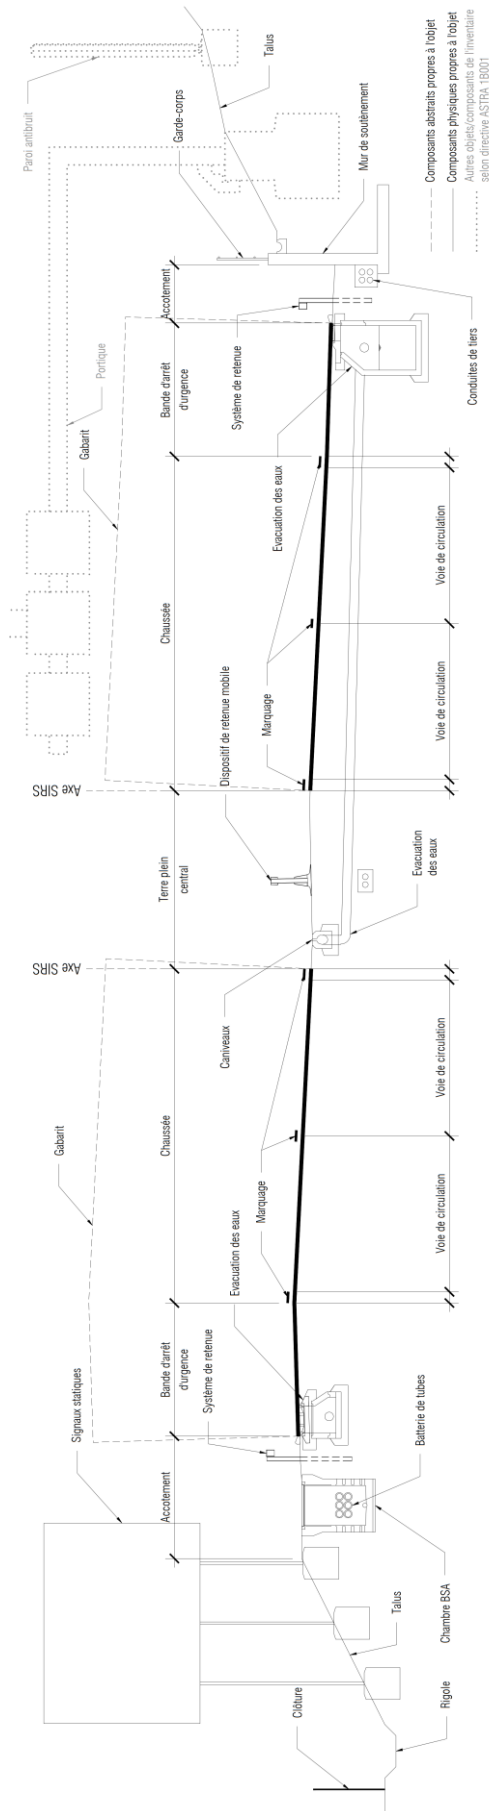 Clôture
Rigole
Talus
Chambre BSA
Batterie de tubes
Signaux statiques
Accotement
Système de retenue
Bande d'arrêt
d'urgence
Evacuation des eaux
Gabarit
Chaussée
Marquage
Voie de circulation
Voie de circulation
Caniveaux
Axe SIRS
Terre plein
central
Evacuation
des eaux
Dispositif de retenue mobile
Axe SIRS
Marquage
Chaussée
Voie de circulation
Voie de circulation
Gabarit
Portique
Evacuation des eaux
Bande d'arrêt
d'urgence
Système de retenue
Accotement
Conduites de tiers
Garde-corps
Mur de soutènement
Talus
Paroi antibruit
Composants abstraits propres à l'objet
Composants physiques propres à l'objet
Autres objets/composants de l'inventaire
selon directive ASTRA 1B001